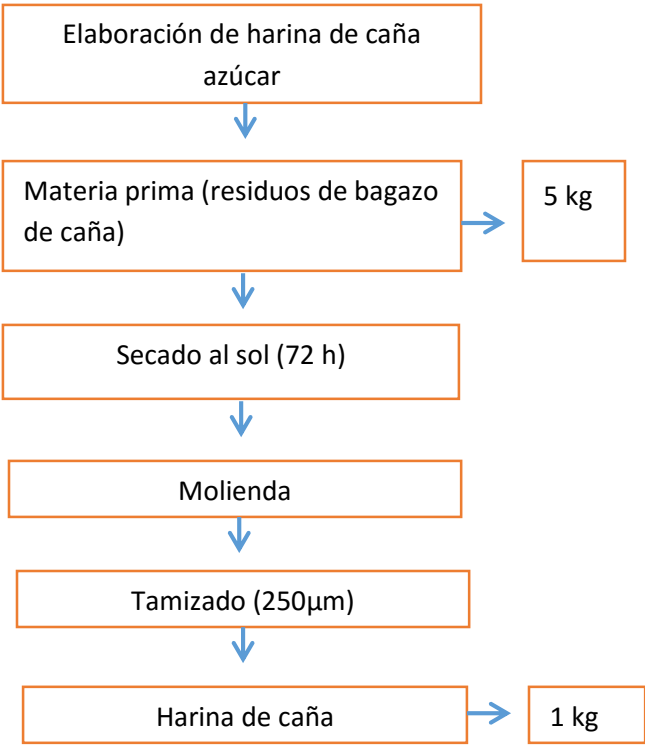 Elaboración de harina de caña
azúcar
Materia prima (residuos de bagazo
de caña)
5 kg
Secado al sol (72 h)
Molienda
Tamizado (250µm)
Harina de caña
1 kg